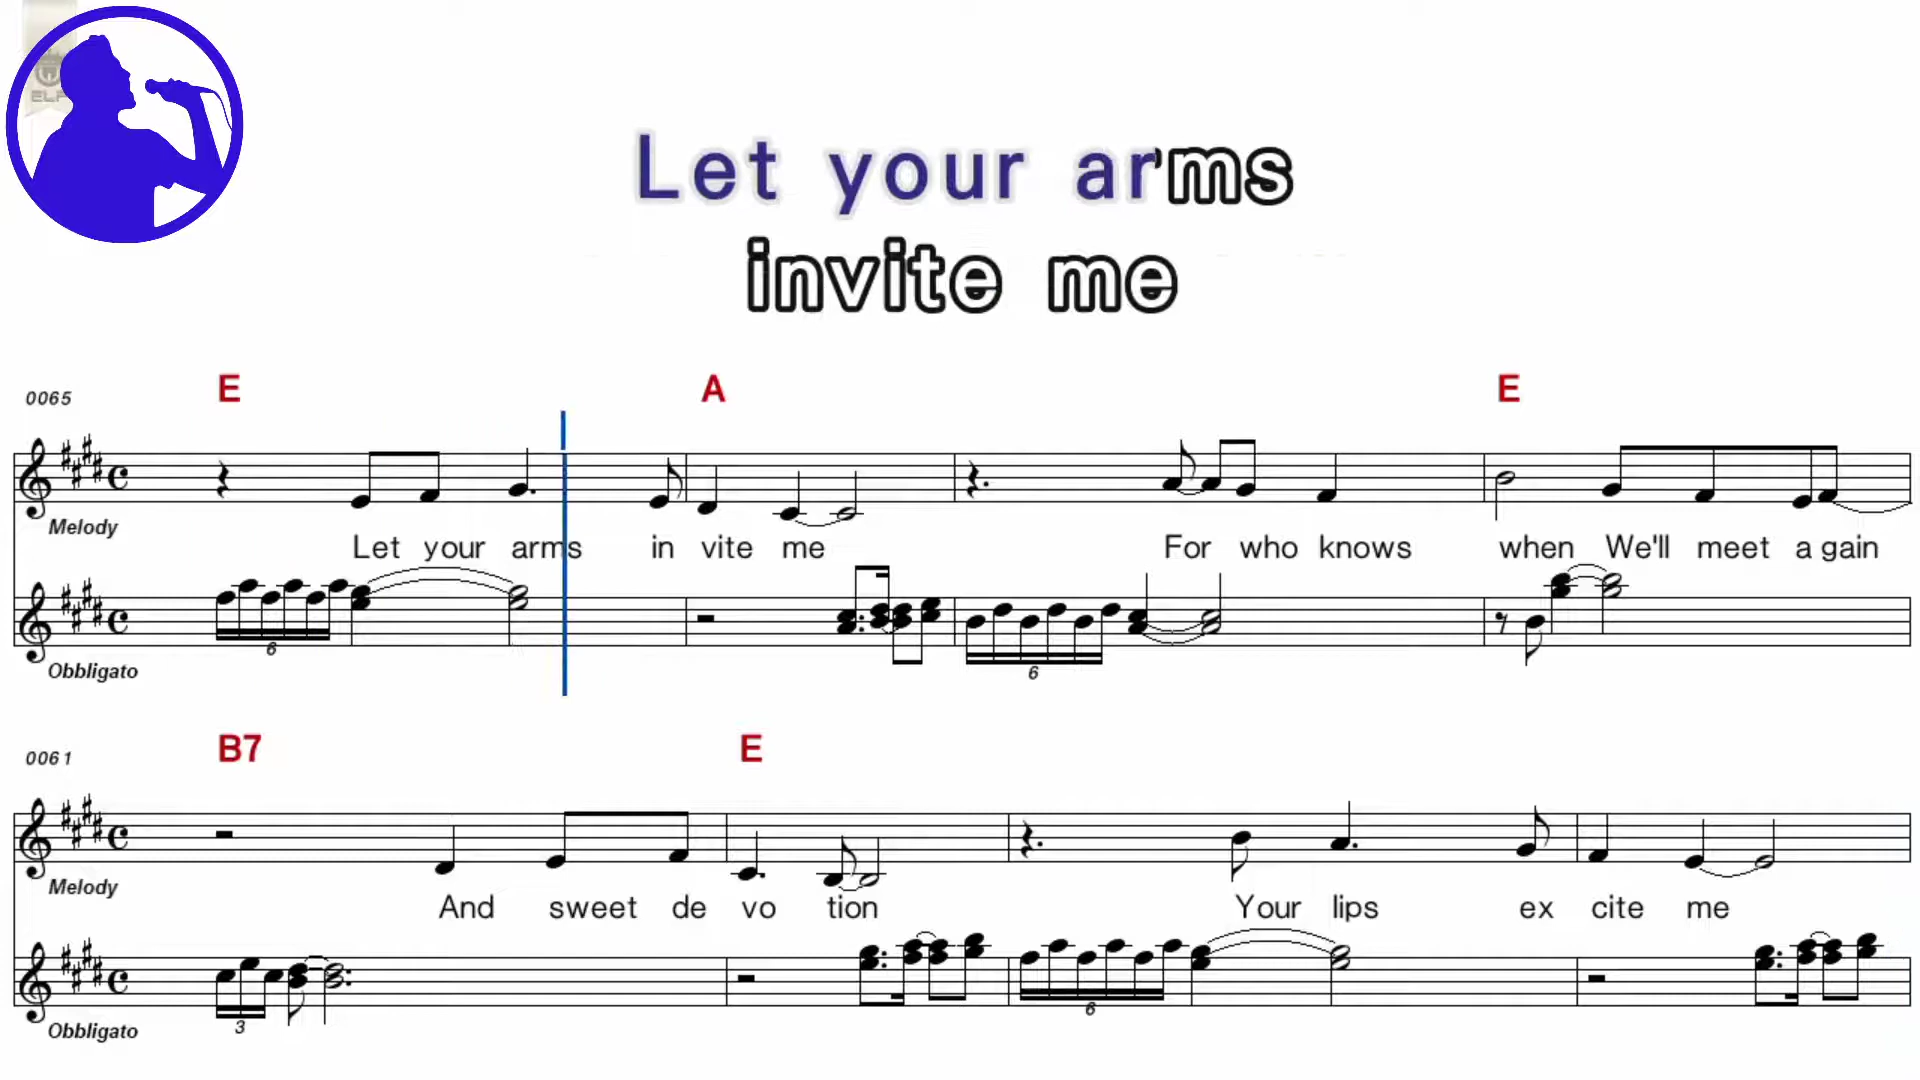 ELF
Let your arms
invite me
0065
E A E
Melody
Let your arms in vite me For who knows when We'll meet a gain
6 6
Obbligato
0061
B7 E
Melody
And sweet de vo tion Your lips ex cite me
3 6
Obbligato